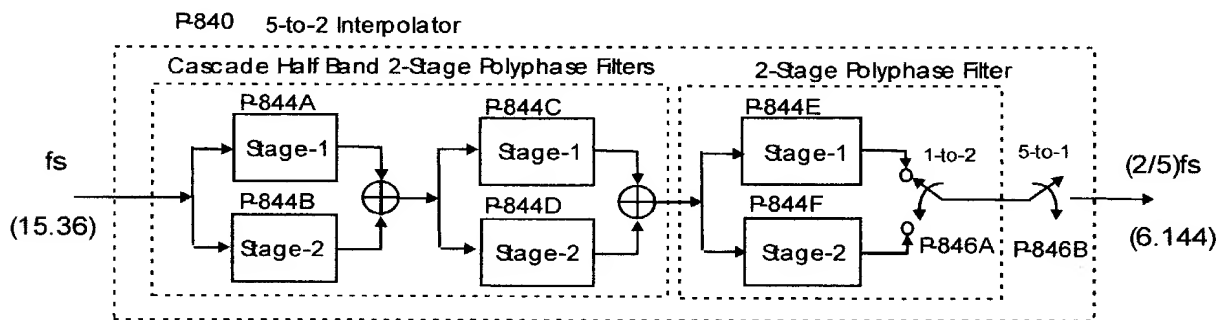 P-840 5-to-2 Interpolator
Cascade Half Band 2-Stage Polyphase Filters
2-Stage Polyphase Filter
P-844A
P-844C
P-844E
Stage-1
Stage-1
Stage-1
1-to-2
5-to-1
fs
(2/5)fs
P-844B
P-844D
P-844F
(15.36)
(6.144)
Stage-2
Stage-2
Stage-2
P-846A
P-846B